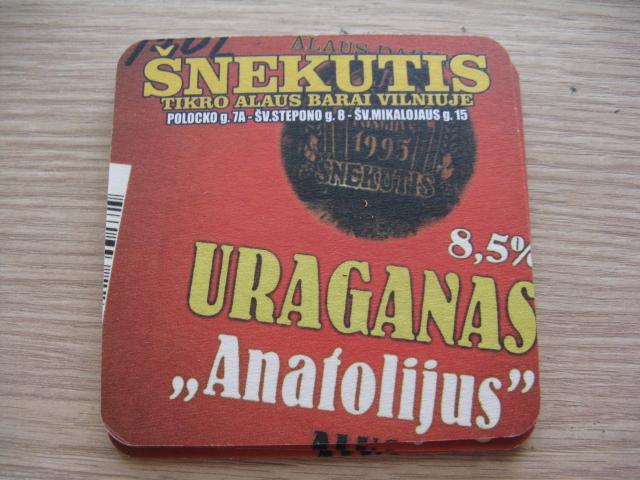 ŠNEKUTIS
TIKRO ALAUS BARAI VILNIUJE
POLOCKO g. 7A - ŠV.STEPONO g. 8 - ŠV.MIKALOJAUS g. 15
1995
ŠNEKUTIS
8,5%
URAGANAS
„Anatolijus”
ALUS